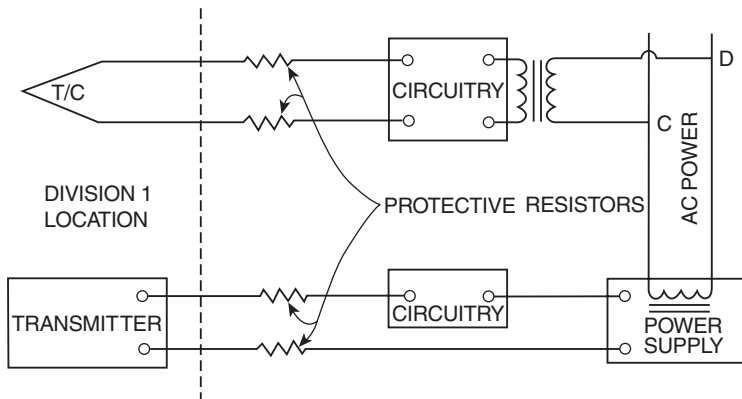 T/C
CIRCUITRY
D
C
AC POWER
DIVISION 1
LOCATION
PROTECTIVE RESISTORS
TRANSMITTER
CIRCUITRY
POWER
SUPPLY